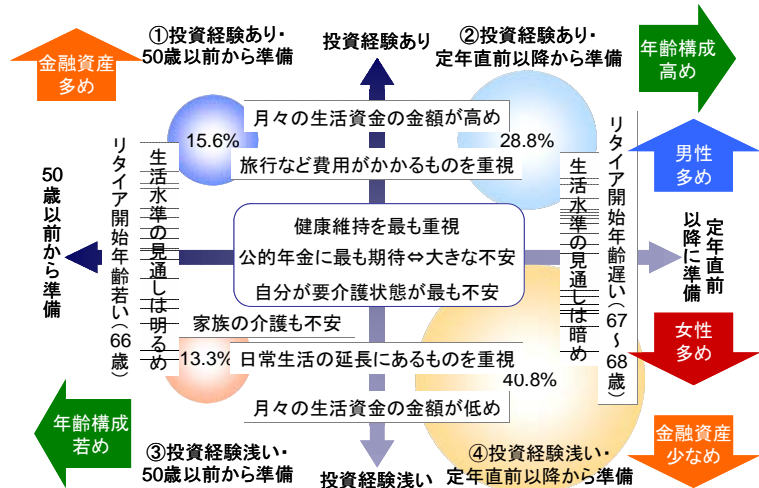 ①投資経験あり・
50歳以前から準備
投資経験あり
②投資経験あり・
定年直前以降から準備
金融資産
多め
年齢構成
高め
月々の生活資金の金額が高め
15.6%
28.8%
旅行など費用がかかるものを重視
男性
多め
50歳以前から準備
リタイア開始年齢若い(66歳)
生活水準の見通しは明るめ
健康維持を最も重視
公的年金に最も期待⇔大きな不安
自分が要介護状態が最も不安
生活水準の見通しは暗め
リタイア開始年齢遅い(67~68歳)
定年直前
以降に準備
家族の介護も不安
女性
多め
13.3%
日常生活の延長にあるものを重視
40.8%
月々の生活資金の金額が低め
年齢構成
若め
金融資産
少なめ
③投資経験浅い・
50歳以前から準備
投資経験浅い
④投資経験浅い・
定年直前以降から準備